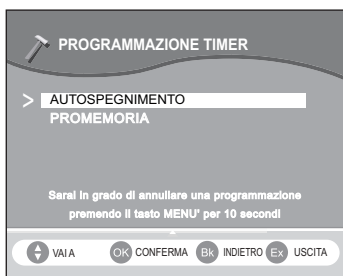 PROGRAMMAZIONE TIMER
> AUTOSPEGNIMENTO
PROMEMORIA
Sarai in grado di annullare una programmazione
premendo il tasto MENU' per 10 secondi
VAI A OK CONFERMA Bk INDIETRO Ex USCITA